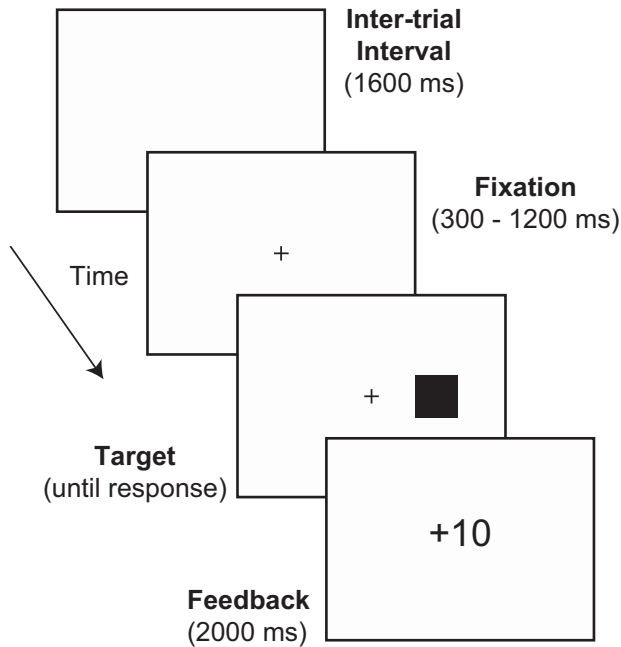 Inter-trial
Interval
(1600 ms)
Fixation
(300 - 1200 ms)
+
Time
+
Target
(until response)
+10
Feedback
(2000 ms)